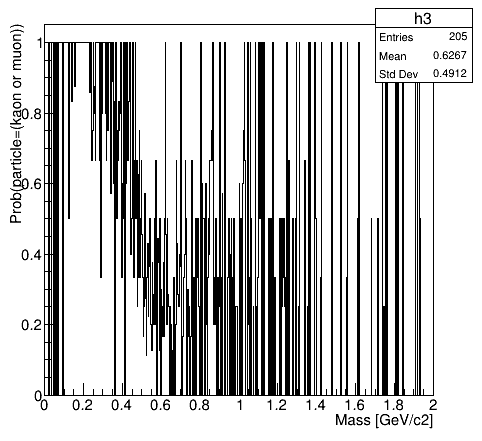 h3
Entries 205
Mean 0.6267
Std Dev 0.4912
Prob(particle=(kaon or muon))
1
0.8
0.6
0.4
0.2
0
0 0.2 0.4 0.6 0.8 1 1.2 1.4 1.6 1.8 2
Mass [GeV/c2]